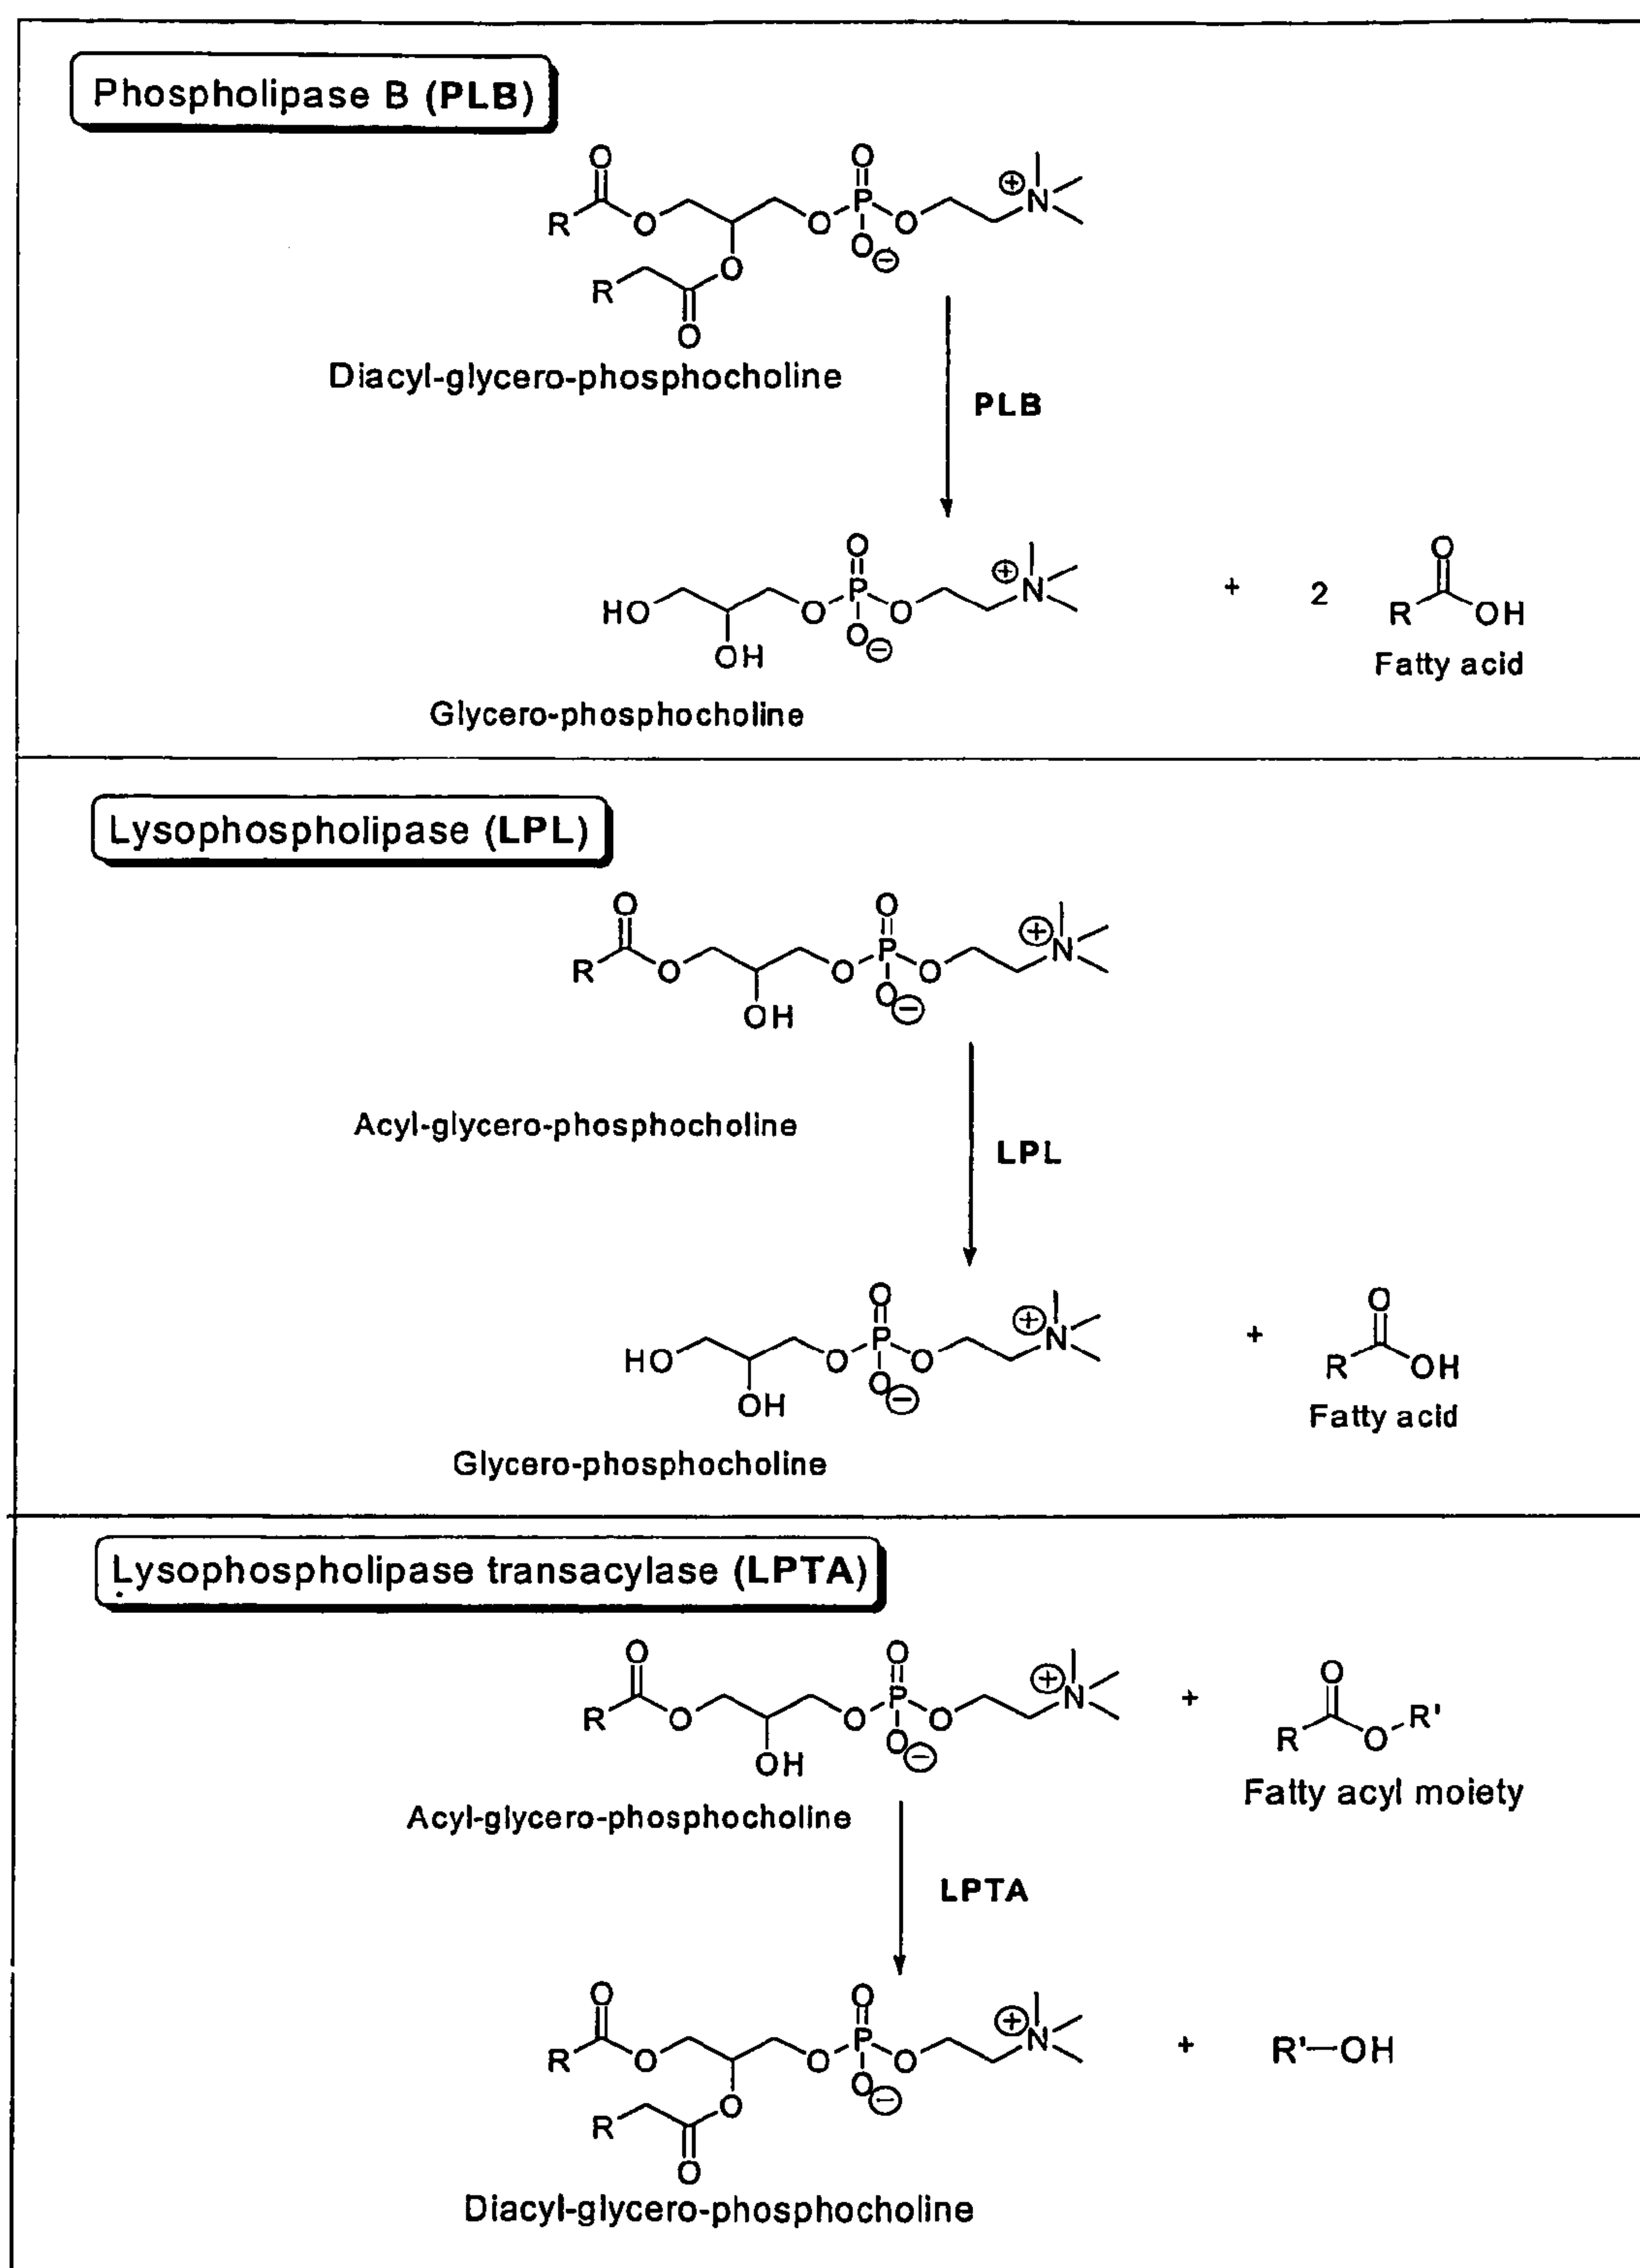 Phospholipase B (PLB)
O
O
P
⊕
N
R
O
O
O
O
⊖
O
R
O
Diacyl-glycero-phosphocholine
PLB
O
O
P
⊕
N
+
2
HO
O
O
R
OH
O
⊖
OH
Fatty acid
Glycero-phosphocholine
Lysophospholipase (LPL)
O
O
P
⊕
N
R
O
O
O
O
⊖
OH
Acyl-glycero-phosphocholine
LPL
O
O
P
⊕
N
+
HO
O
O
R
OH
O
⊖
OH
Fatty acid
Glycero-phosphocholine
Lysophospholipase transacylase (LPTA)
O
O
O
P
⊕
N
+
R
O
O
O
R
O
R'
O
⊖
OH
Fatty acyl moiety
Acyl-glycero-phosphocholine
LPTA
O
O
P
⊕
N
+
R'—OH
R
O
O
O
O
⊖
O
R
O
Diacyl-glycero-phosphocholine